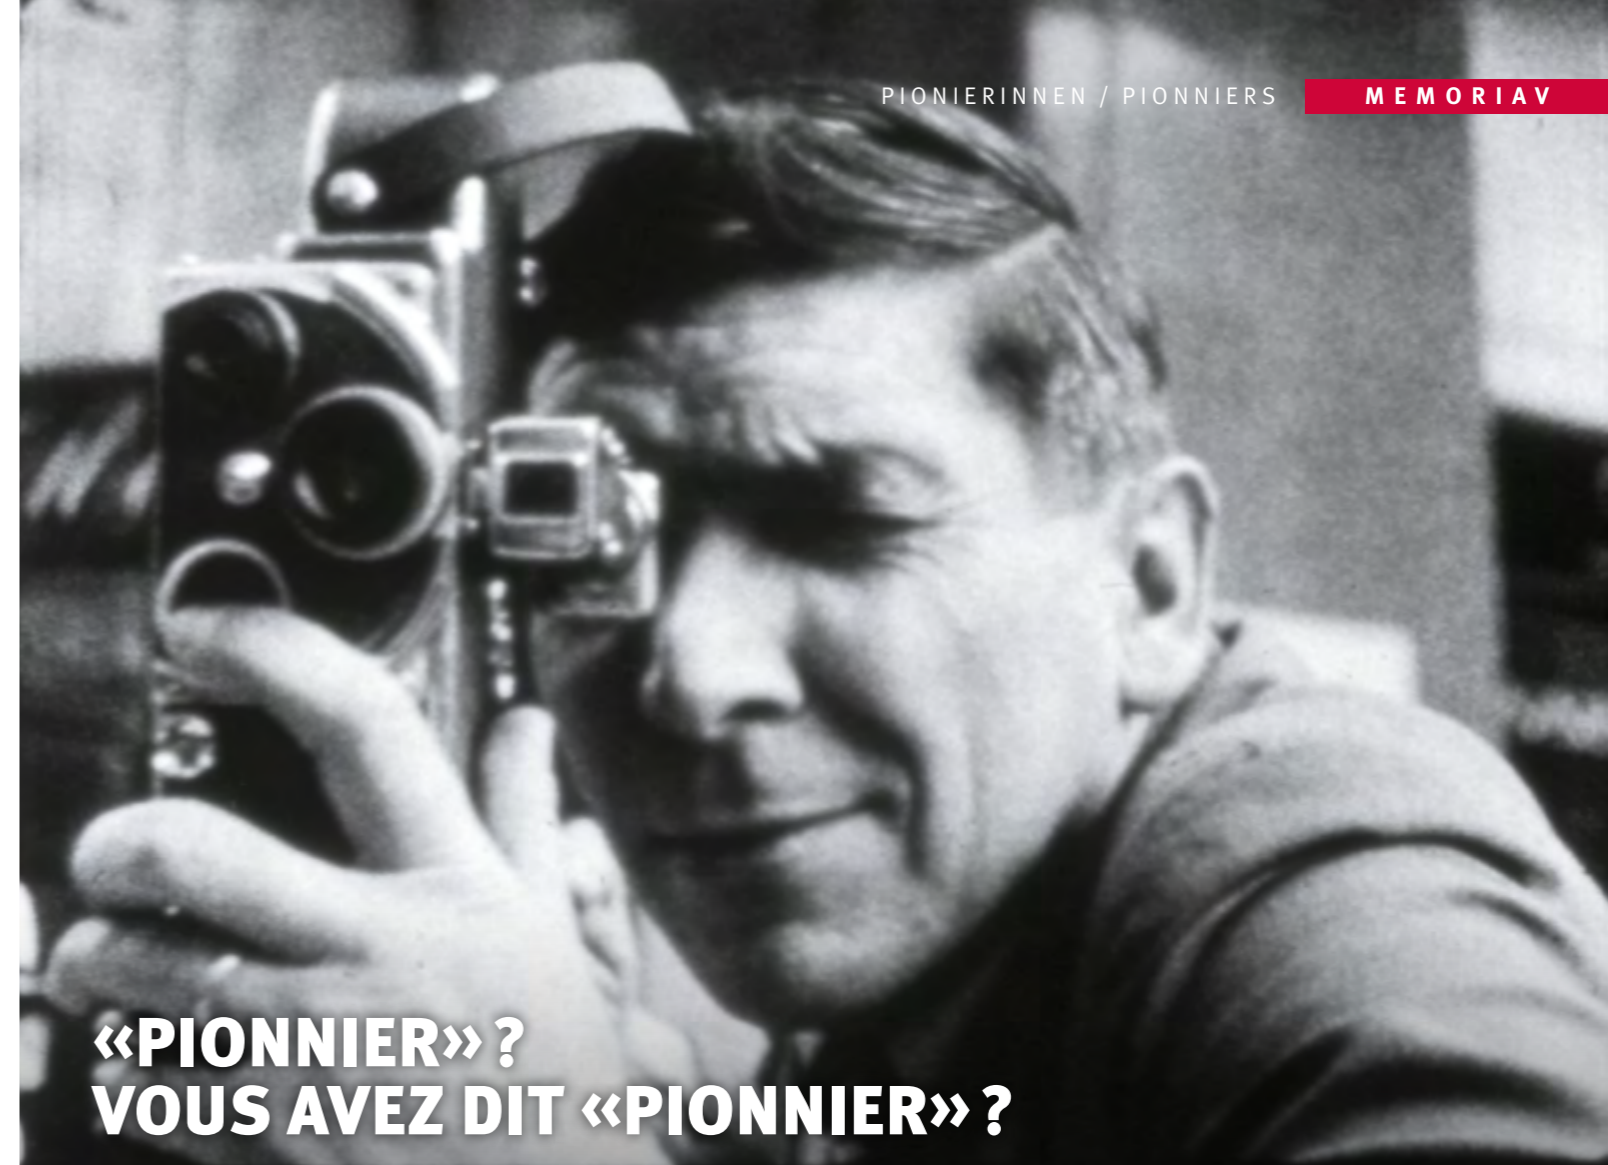 PIONIERINNEN / PIONNIERS MEMORIAV
«PIONNIER» ?
VOUS AVEZ DIT «PIONNIER» ?